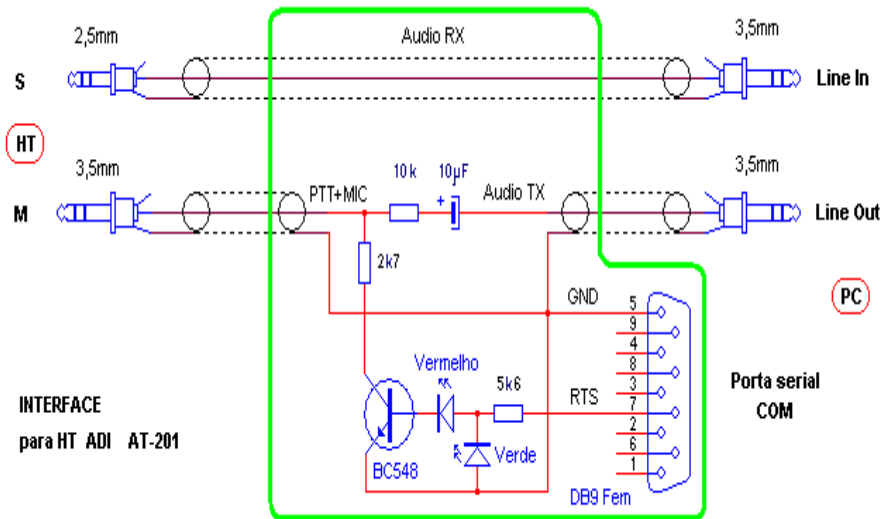 2,5mm
Audio RX
3,5mm
S
Line In
HT
3,5mm
10k
10µF
3,5mm
PTT+MIC
Audio TX
+
M
Line Out
2k7
GND
5
PC
9
4
8
Vermelho
3
5k6
RTS
7
Porta serial
COM
INTERFACE
2
para HT ADI AT-201
Verde
6
BC548
1
DB9 Fem